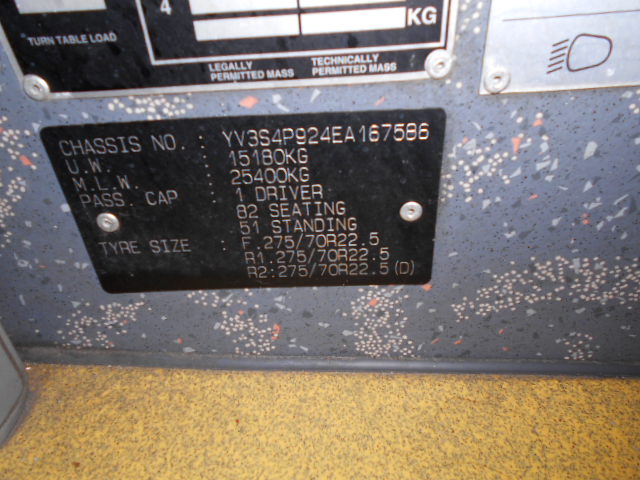 4
KG
TURN TABLE LOAD
LEGALLY PERMITTED MASS
TECHNICALLY PERMITTED MASS
CHASSIS NO. : YV3S4P924EA167586
U.W. : 15180KG
M.L.W. : 25400KG
PASS. CAP : 1 DRIVER
82 SEATING
51 STANDING
TYRE SIZE : F.275/70R22.5
R1.275/70R22.5
R2:275/70R22.5(D)